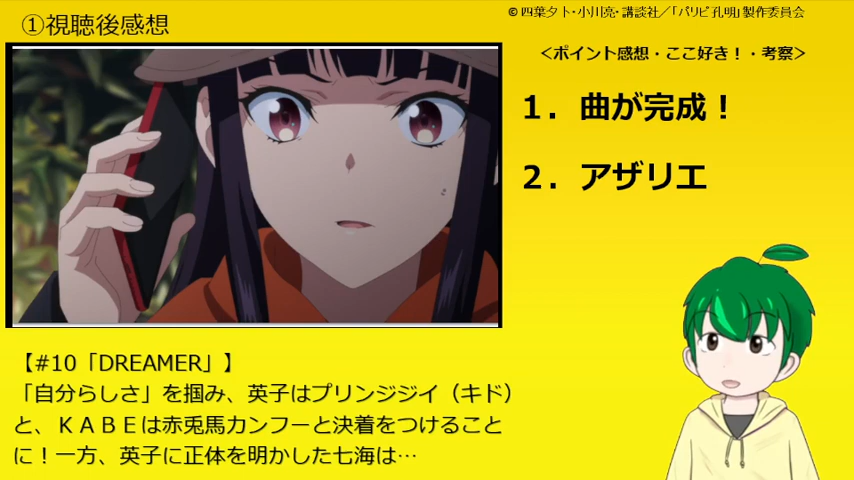 ①視聴後感想
© 四葉夕ト・小川亮・講談社／「パリピ孔明」製作委員会
＜ポイント感想・ここ好き！・考察＞
１．曲が完成！
２．アザリエ
【#10「DREAMER」】
「自分らしさ」を掴み、英子はプリンジジイ（キド）
と、ＫＡＢＥは赤兎馬カンフーと決着をつけること
に！一方、英子に正体を明かした七海は…